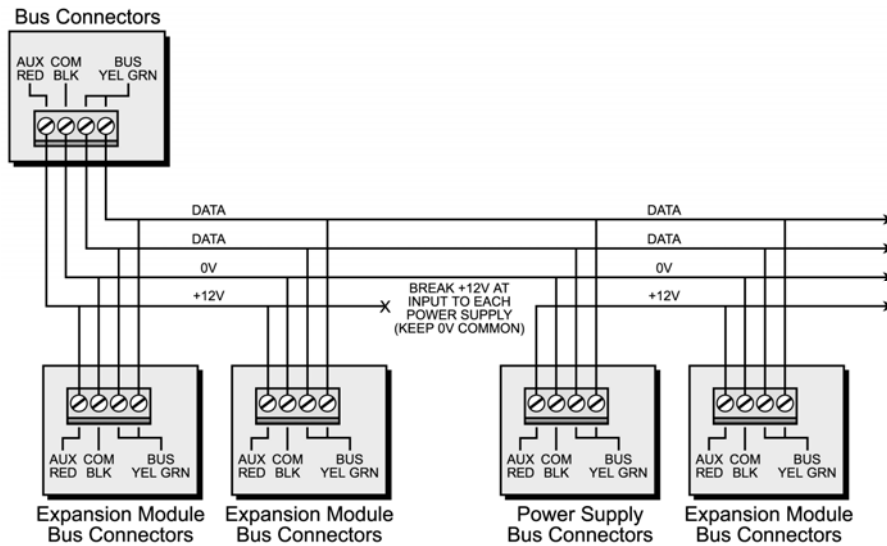 Bus Connectors
AUX COM BUS
RED BLK YEL GRN
DATA DATA
DATA DATA
0V 0V
+12V +12V
BREAK +12V AT
INPUT TO EACH
POWER SUPPLY
(KEEP 0V COMMON)
X
AUX COM BUS
RED BLK YEL GRN
Expansion Module
Bus Connectors
AUX COM BUS
RED BLK YEL GRN
Expansion Module
Bus Connectors
AUX COM BUS
RED BLK YEL GRN
Power Supply
Bus Connectors
AUX COM BUS
RED BLK YEL GRN
Expansion Module
Bus Connectors